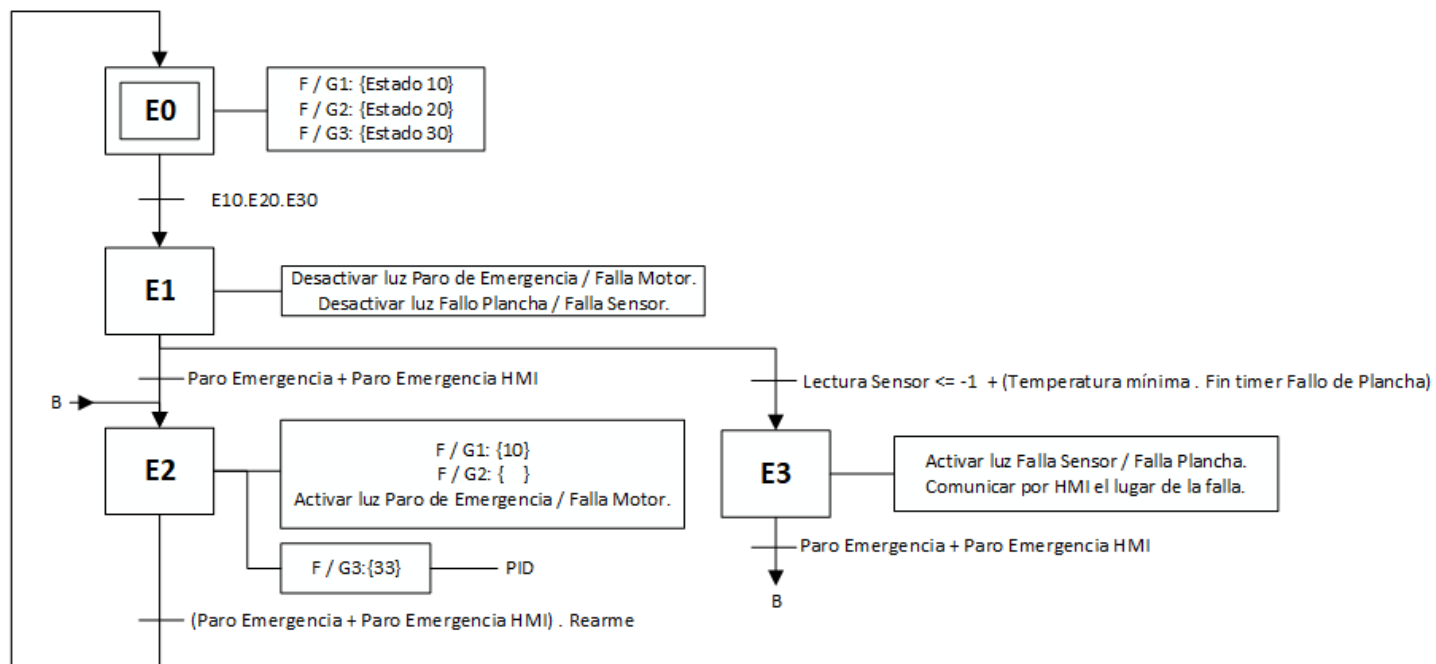 E0
F / G1: {Estado 10}
F / G2: {Estado 20}
F / G3: {Estado 30}
E10.E20.E30
E1
Desactivar luz Paro de Emergencia / Falla Motor.
Desactivar luz Fallo Plancha / Falla Sensor.
Paro Emergencia + Paro Emergencia HMI
Lectura Sensor <= -1 + (Temperatura mínima . Fin timer Fallo de Plancha)
B
E2
F / G1: {10}
F / G2: {  }
Activar luz Paro de Emergencia / Falla Motor.
E3
Activar luz Falla Sensor / Falla Plancha.
Comunicar por HMI el lugar de la falla.
F / G3:{33}
PID
Paro Emergencia + Paro Emergencia HMI
B
(Paro Emergencia + Paro Emergencia HMI) . Rearme